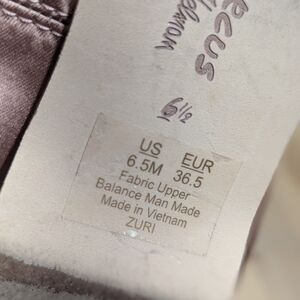 6½
US EUR
6.5M 36.5
Fabric Upper
Balance Man Made
Made in Vietnam
ZURI